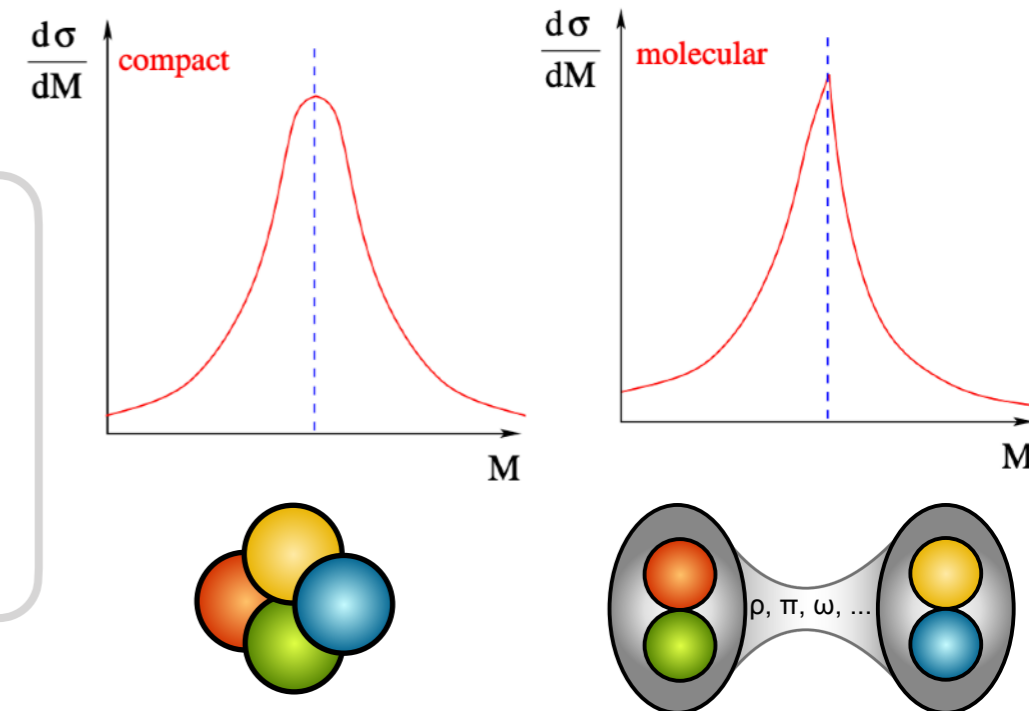 dσ
dM
compact
M
dσ
dM
molecular
M
ρ, π, ω, ...